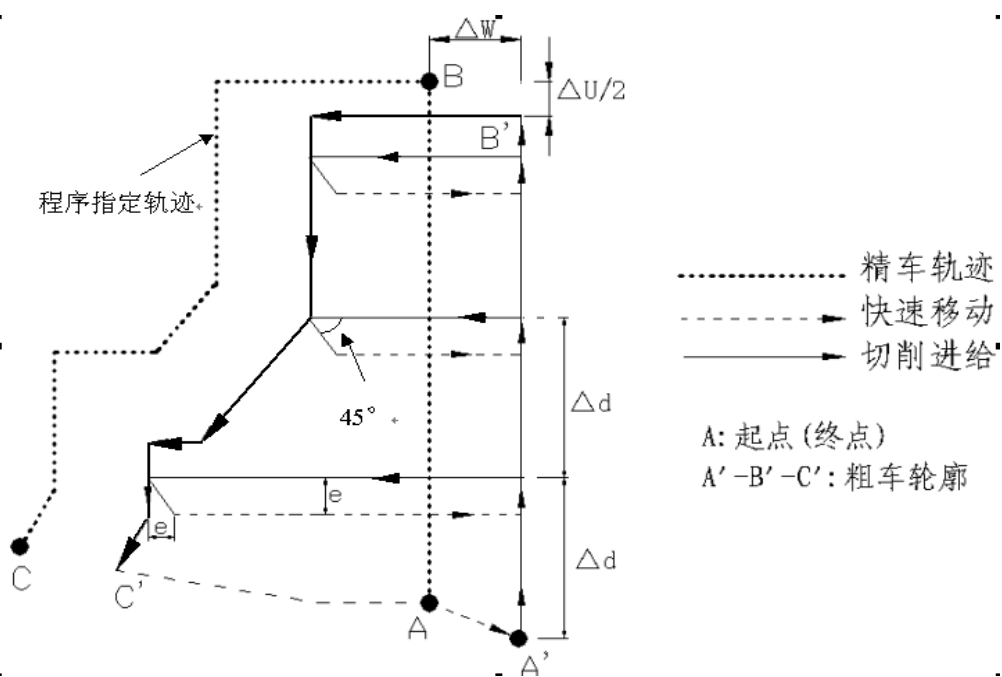 △W
B
△U/2
B'
程序指定轨迹
精车轨迹
快速移动
切削进给
45°
△d
A:起点(终点)
A'-B'-C':粗车轮廓
e
e
△d
C
C'
A
A'